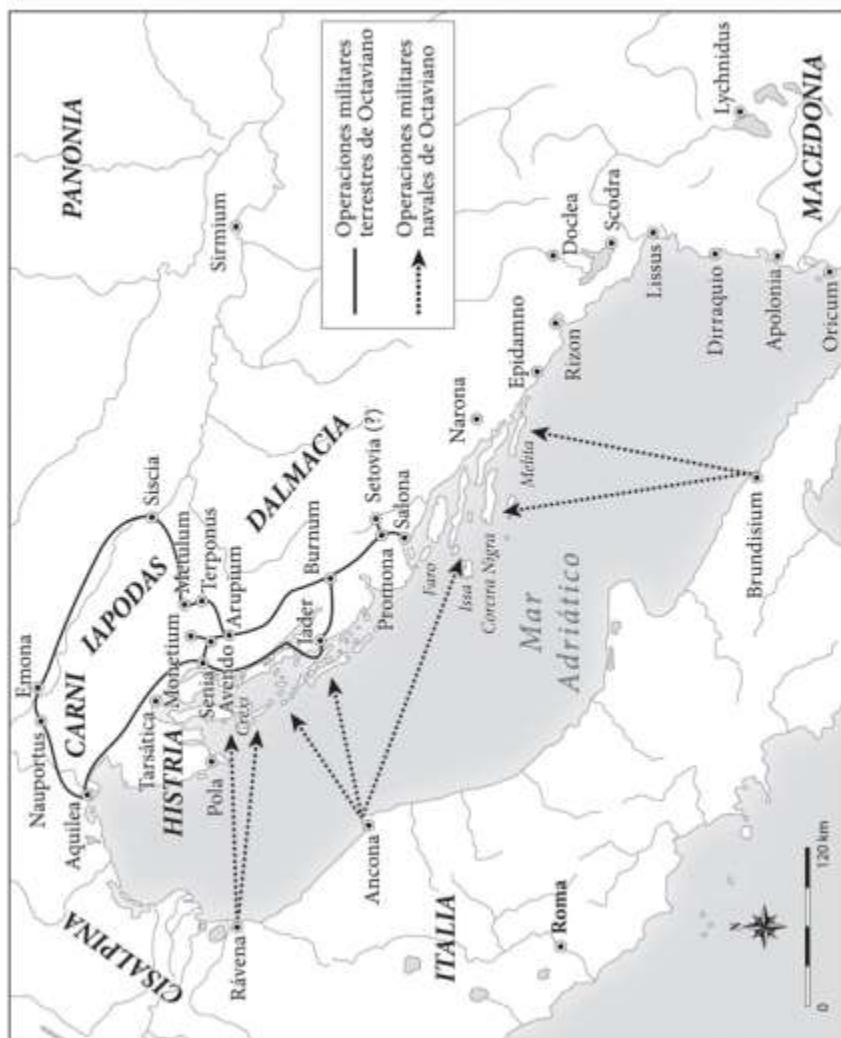 PANONIA
Operaciones militares
terrestres de Octaviano
Operaciones militares
navales de Octaviano
Emona
Nauportus
CARNI
Aquilea
IAPODAS
Siscia
Sirmium
Metulum
Terponus
Monetium
Tarsática
Senia
Avendo
Arupium
HISTRIA
Pola
Crexi
DALMACIA
CISALPINA
Rávena
Burnum
Iader
Setovia (?)
Promona
Salona
Ancona
Faro
Issa
Corcira Nigra
Melita
Narona
Epidamno
Rizon
Doclea
Scodra
Mar
Adriático
ITALIA
Roma
Lissus
Lychnidus
Dirraquio
Brundisium
Apolonia
MACEDONIA
Oricum
N
0
120 km